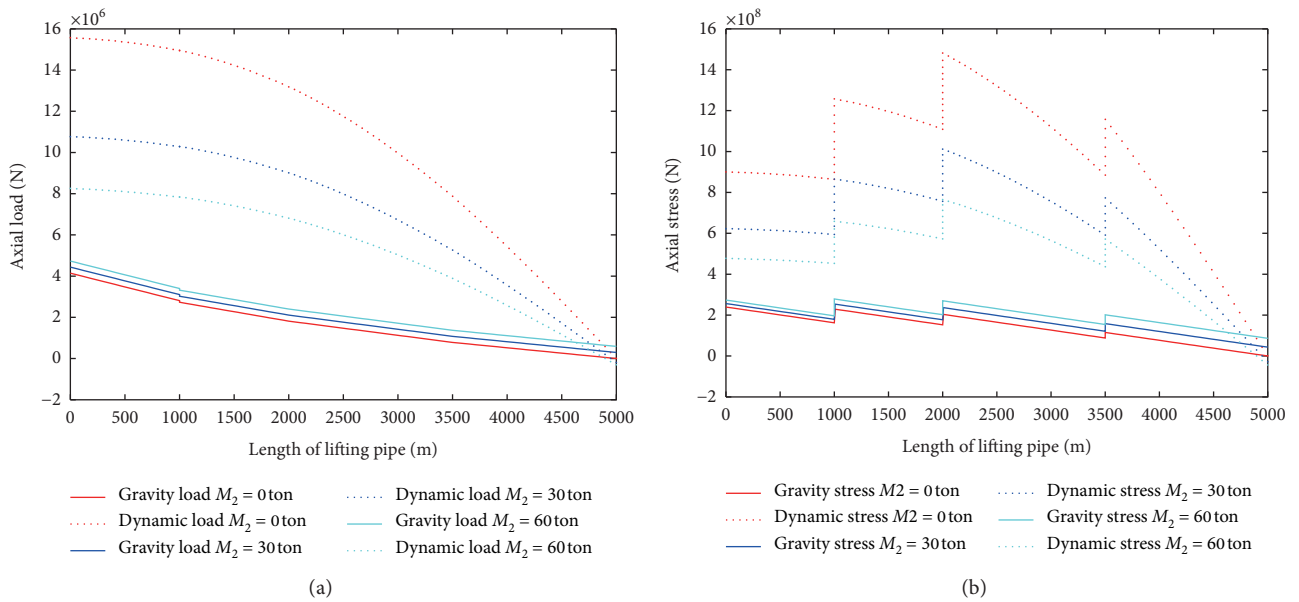 ×10⁶
16
14
12
10
8
6
4
2
0
−2
Axial load (N)
0 500 1000 1500 2000 2500 3000 3500 4000 4500 5000
Length of lifting pipe (m)
Gravity load M₂ = 0 ton
Dynamic load M₂ = 0 ton
Gravity load M₂ = 30 ton
Dynamic load M₂ = 30 ton
Gravity load M₂ = 60 ton
Dynamic load M₂ = 60 ton
(a)
×10⁸
16
14
12
10
8
6
4
2
0
−2
Axial stress (N)
0 500 1000 1500 2000 2500 3000 3500 4000 4500 5000
Length of lifting pipe (m)
Gravity stress M2 = 0 ton
Dynamic stress M2 = 0 ton
Gravity stress M₂ = 30 ton
Dynamic stress M₂ = 30 ton
Gravity stress M₂ = 60 ton
Dynamic stress M₂ = 60 ton
(b)